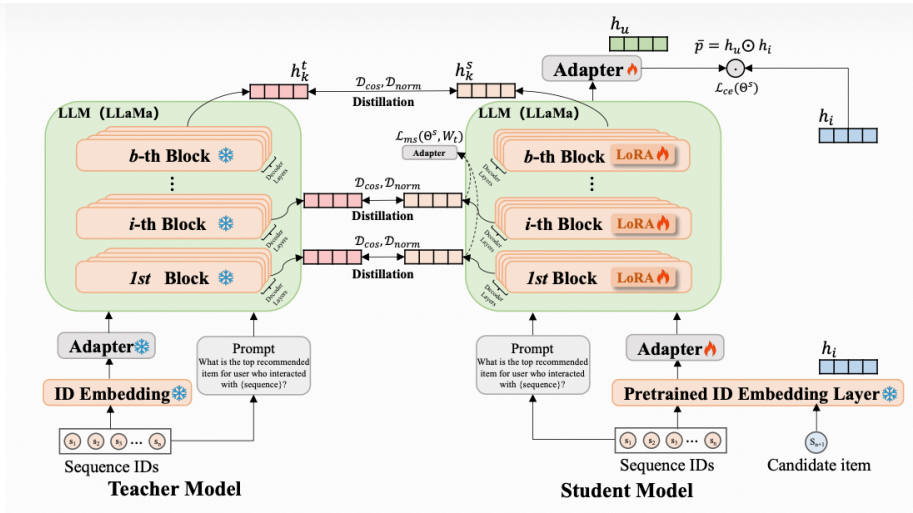 h_u
p̄ = h_u ⊙ h_i
Adapter
ℒ_ce(Θ^s)
h_k^t
𝒟_cos, 𝒟_norm
Distillation
h_k^s
h_i
LLM (LLaMa)
b-th Block
Decoder Layers
⋮
i-th Block
Decoder Layers
1st Block
Decoder Layers
ℒ_ms(Θ^s, W_t)
Adapter
𝒟_cos, 𝒟_norm
Distillation
𝒟_cos, 𝒟_norm
Distillation
LLM (LLaMa)
b-th Block LoRA
Decoder Layers
⋮
i-th Block LoRA
Decoder Layers
1st Block LoRA
Decoder Layers
Adapter
ID Embedding
Prompt
What is the top recommended
item for user who interacted
with {sequence}?
s_1 s_2 s_3 ··· s_n
Sequence IDs
Teacher Model
Prompt
What is the top recommended
item for user who interacted
with {sequence}?
Adapter
h_i
Pretrained ID Embedding Layer
s_1 s_2 s_3 ··· s_n
Sequence IDs
S_n+1
Candidate item
Student Model